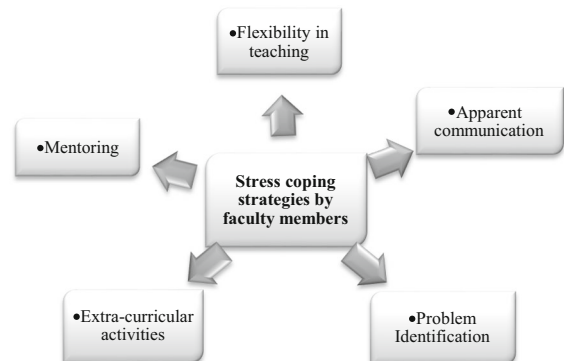 •Flexibility in
teaching
•Apparent
communication
•Mentoring
Stress coping
strategies by
faculty members
•Extra-curricular
activities
•Problem
Identification